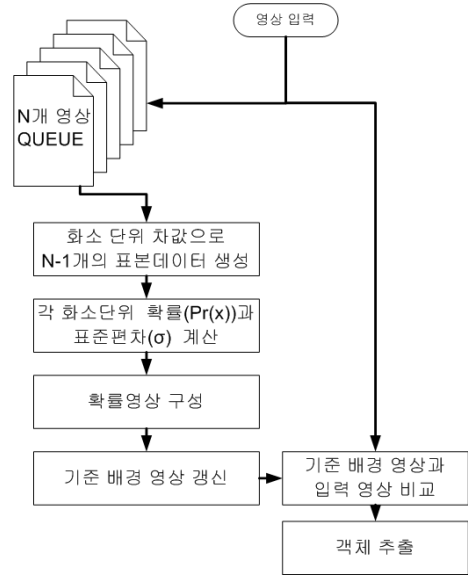 영상 입력
N개 영상
QUEUE
화소 단위 차값으로
N-1개의 표본데이터 생성
각 화소단위 확률(Pr(x))과
표준편차(σ) 계산
확률영상 구성
기준 배경 영상 갱신
기준 배경 영상과
입력 영상 비교
객체 추출